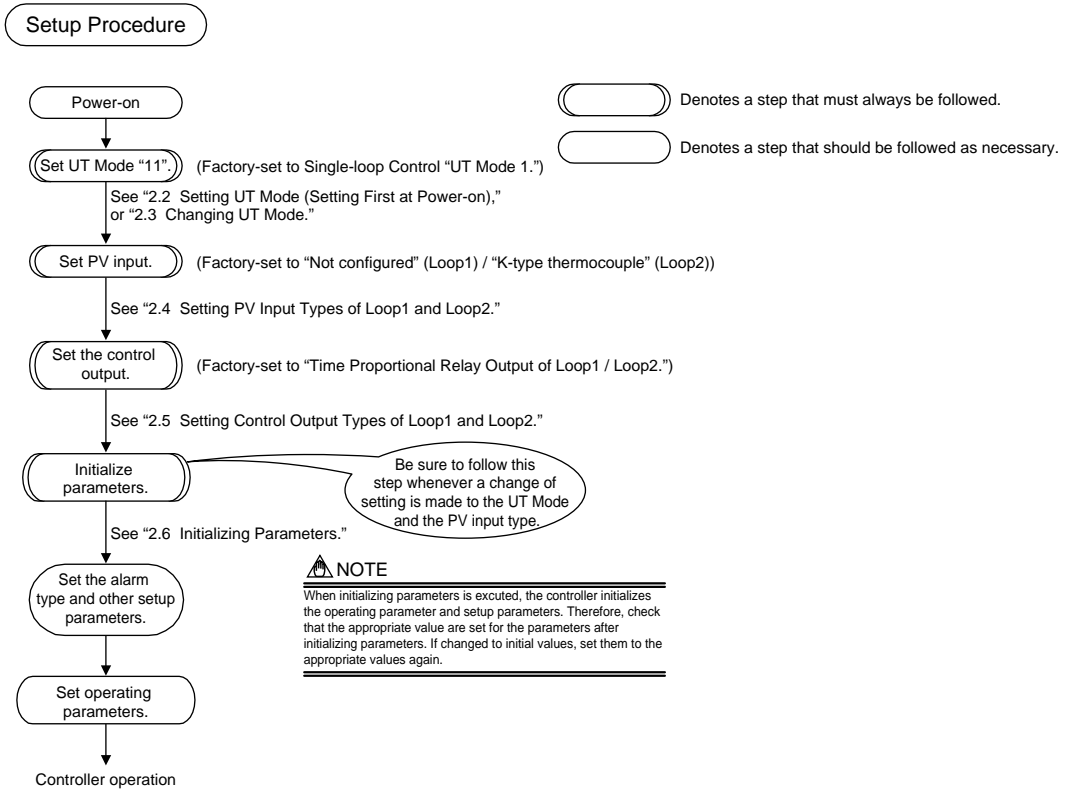 Setup Procedure
Power-on
Denotes a step that must always be followed.
Denotes a step that should be followed as necessary.
Set UT Mode “11”.
(Factory-set to Single-loop Control “UT Mode 1.”)
See “2.2 Setting UT Mode (Setting First at Power-on),”
or “2.3 Changing UT Mode.”
Set PV input.
(Factory-set to “Not configured” (Loop1) / “K-type thermocouple” (Loop2))
See “2.4 Setting PV Input Types of Loop1 and Loop2.”
Set the control
output.
(Factory-set to “Time Proportional Relay Output of Loop1 / Loop2.”)
See “2.5 Setting Control Output Types of Loop1 and Loop2.”
Initialize
parameters.
Be sure to follow this
step whenever a change of
setting is made to the UT Mode
and the PV input type.
See “2.6 Initializing Parameters.”
Set the alarm
type and other setup
parameters.
NOTE
When initializing parameters is excuted, the controller initializes
the operating parameter and setup parameters. Therefore, check
that the appropriate value are set for the parameters after
initializing parameters. If changed to initial values, set them to the
appropriate values again.
Set operating
parameters.
Controller operation